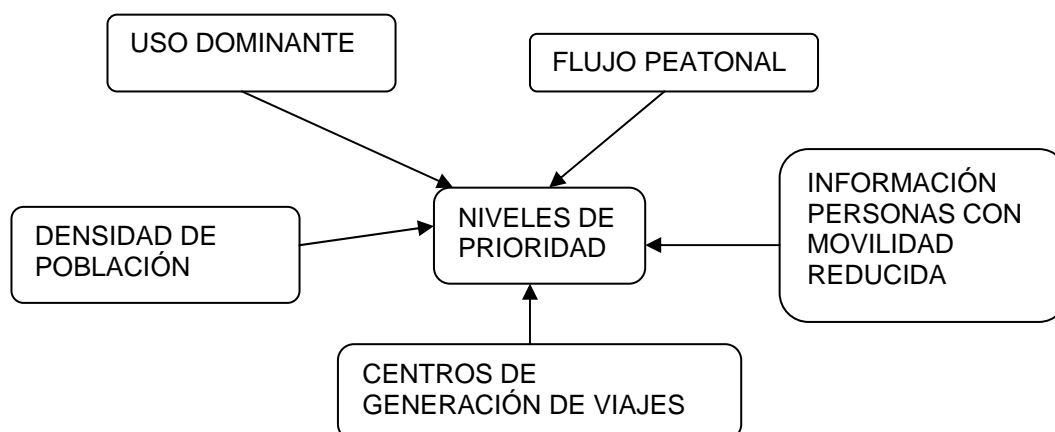 USO DOMINANTE
FLUJO PEATONAL
INFORMACIÓN
PERSONAS CON
MOVILIDAD
REDUCIDA
NIVELES DE
PRIORIDAD
DENSIDAD DE
POBLACIÓN
CENTROS DE
GENERACIÓN DE VIAJES